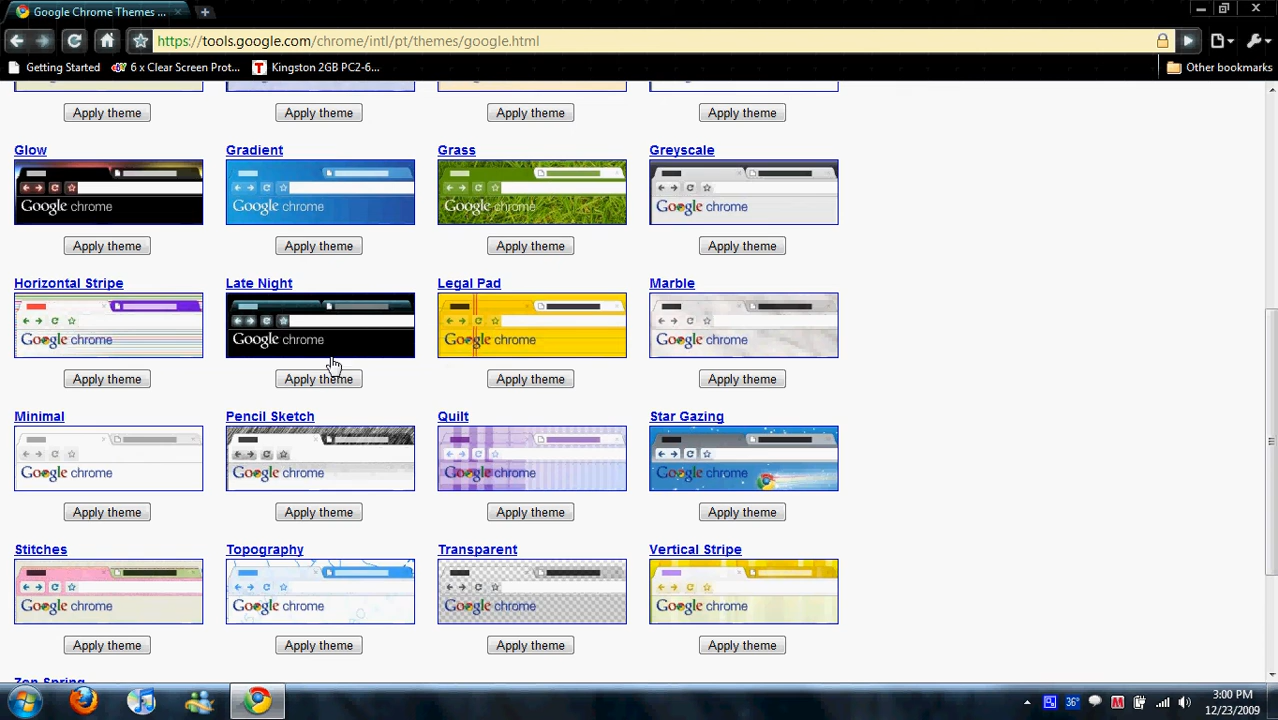 Google Chrome Themes ...
https://tools.google.com/chrome/intl/pt/themes/google.html
Getting Started 6 x Clear Screen Prot... Kingston 2GB PC2-6... Other bookmarks
Apply theme Apply theme Apply theme Apply theme
Glow Gradient Grass Greyscale
Google chrome Google chrome Google chrome Google chrome
Apply theme Apply theme Apply theme Apply theme
Horizontal Stripe Late Night Legal Pad Marble
Google chrome Google chrome Google chrome Google chrome
Apply theme Apply theme Apply theme Apply theme
Minimal Pencil Sketch Quilt Star Gazing
Google chrome Google chrome Google chrome Google chrome
Apply theme Apply theme Apply theme Apply theme
Stitches Topography Transparent Vertical Stripe
Google chrome Google chrome Google chrome Google chrome
Apply theme Apply theme Apply theme Apply theme
Zen Spring
36°
3:00 PM
12/23/2009